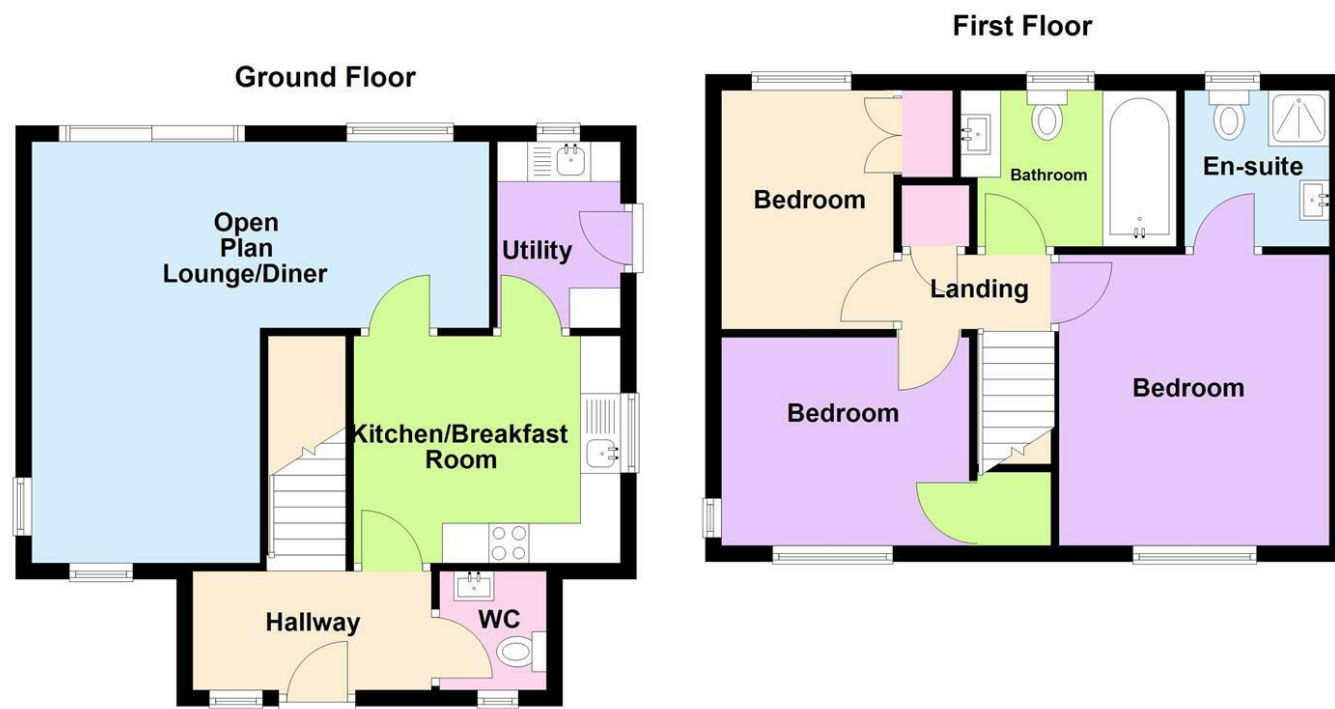 Ground Floor
Open
Plan
Lounge/Diner
Utility
Kitchen/Breakfast
Room
Hallway
WC
First Floor
Bedroom
Bathroom
En-suite
Landing
Bedroom
Bedroom